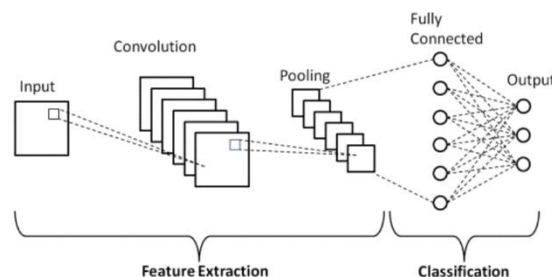 Input
Convolution
Pooling
Fully
Connected
Output
Feature Extraction
Classification